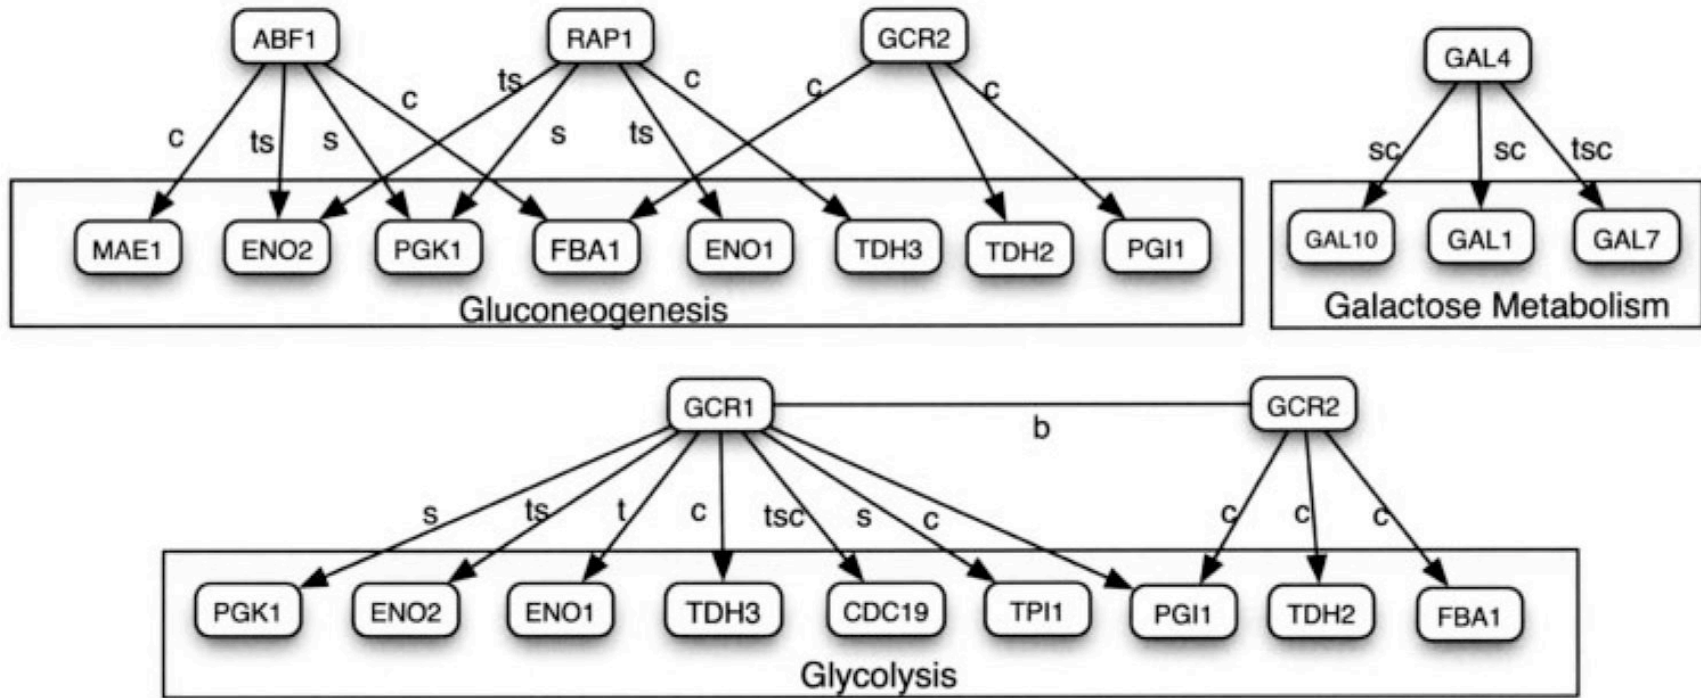 ABF1 RAP1 GCR2 GAL4
c ts s c ts s ts c c c sc sc tsc
MAE1 ENO2 PGK1 FBA1 ENO1 TDH3 TDH2 PGI1 GAL10 GAL1 GAL7
Gluconeogenesis Galactose Metabolism
GCR1 GCR2
b
s ts t c tsc s c c c c
PGK1 ENO2 ENO1 TDH3 CDC19 TPI1 PGI1 TDH2 FBA1
Glycolysis